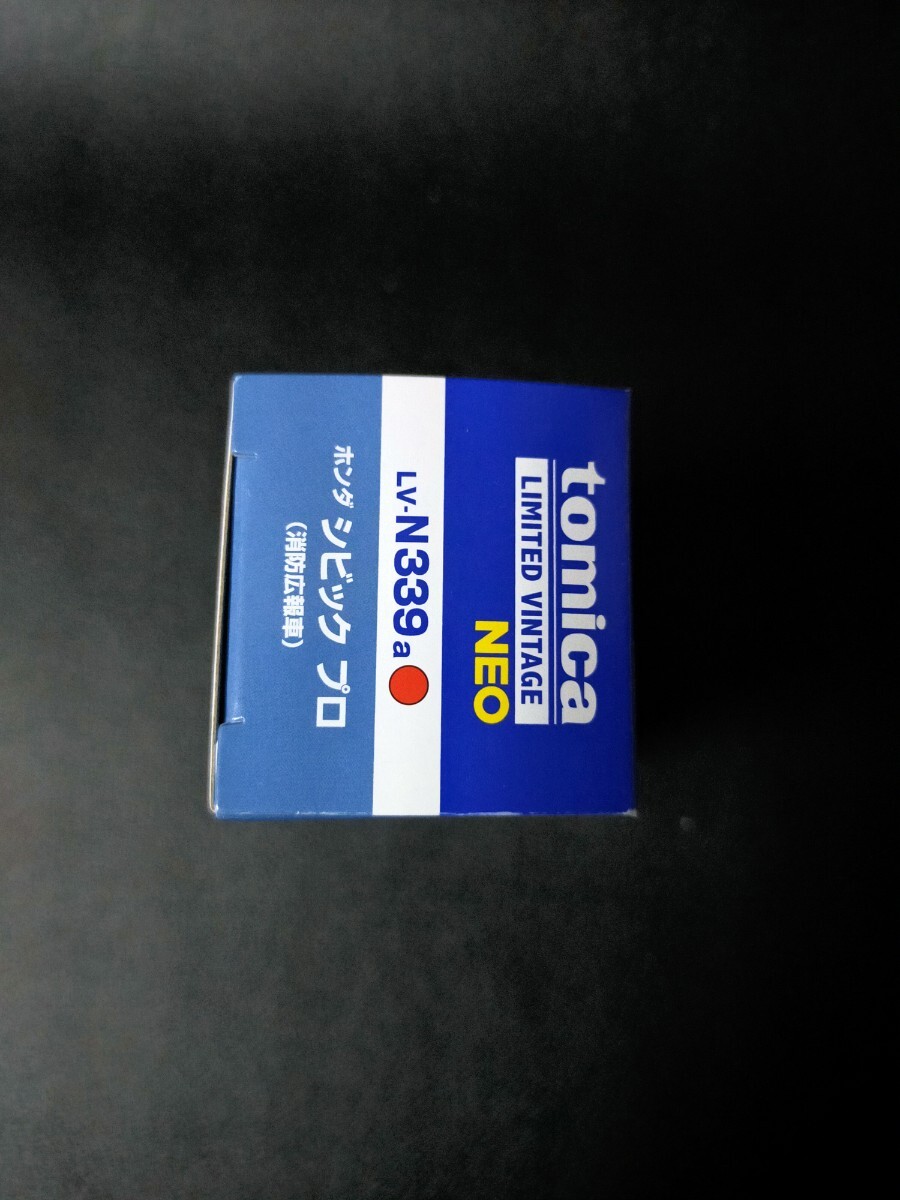 tomica
LIMITED VINTAGE
NEO
LV-N339a
ホンダ シビック プロ
（消防広報車）